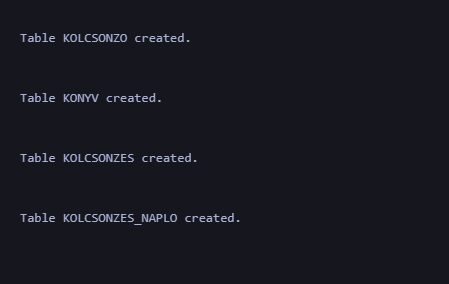 Table KOLCSONZO created.
Table KONYV created.
Table KOLCSONZES created.
Table KOLCSONZES_NAPLO created.